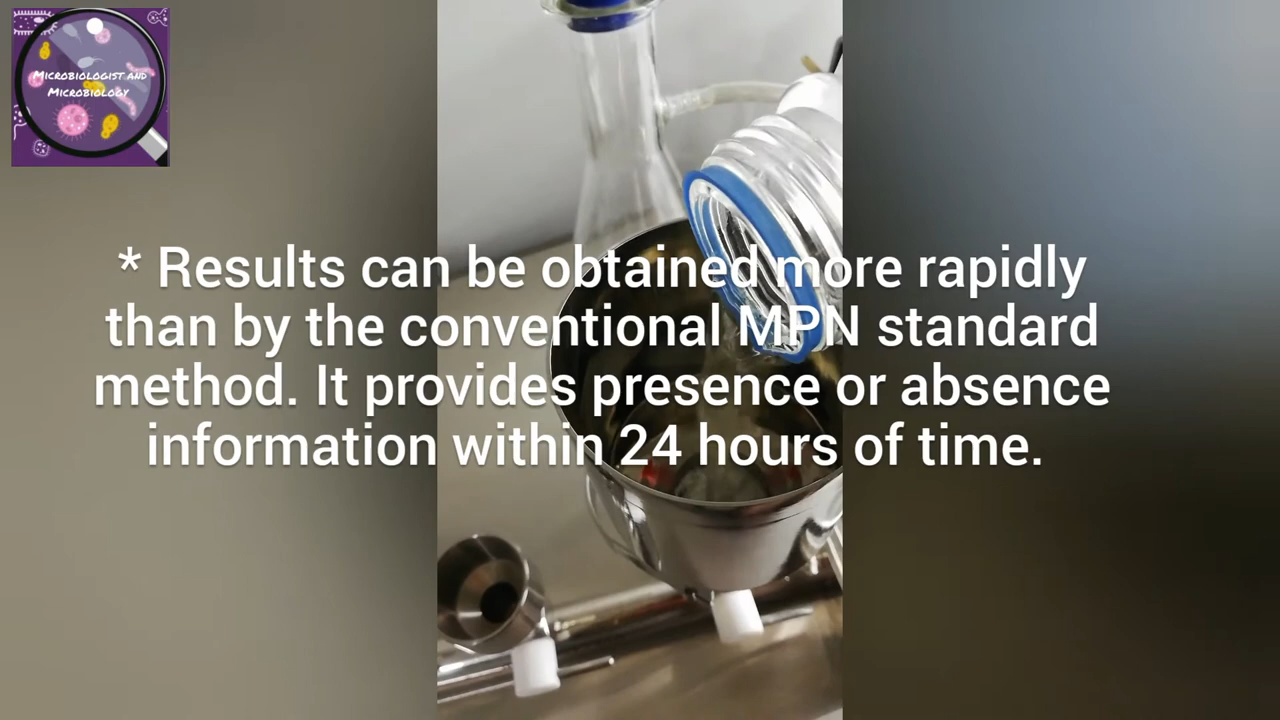 Microbiologist and
Microbiology
* Results can be obtained more rapidly
than by the conventional MPN standard
method. It provides presence or absence
information within 24 hours of time.